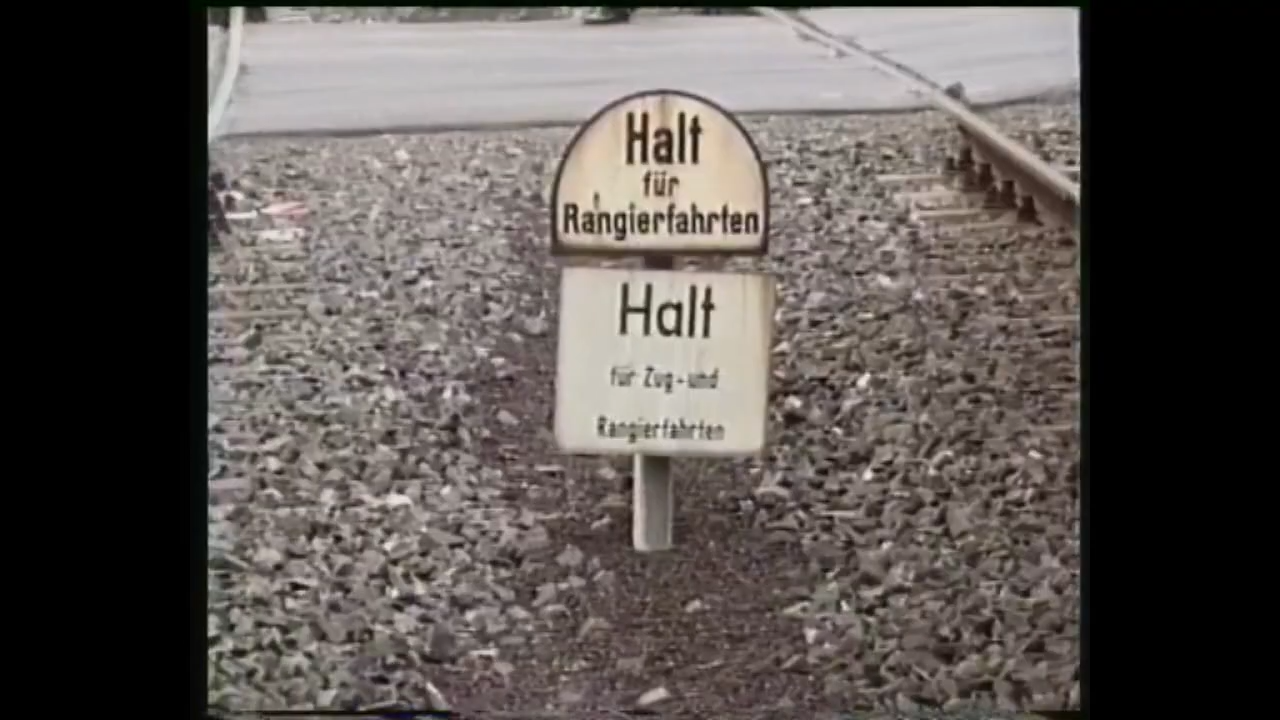 Halt
für
Rangierfahrten
Halt
für Zug-und
Rangierfahrten